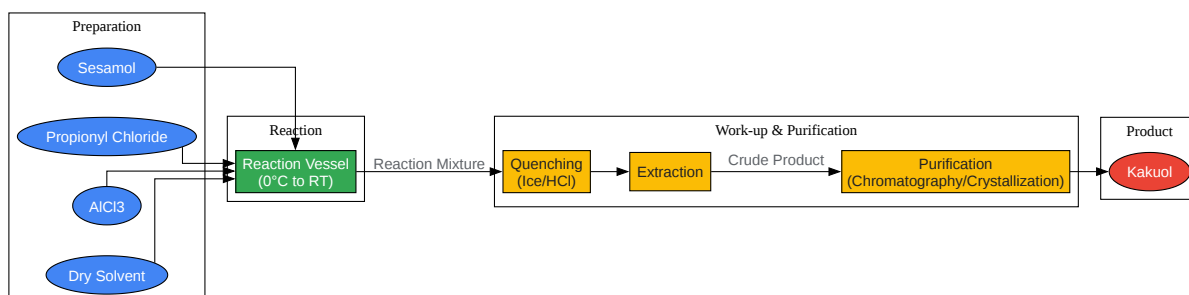 Preparation
Sesamol
Propionyl Chloride
AlCl3
Dry Solvent
Reaction
Reaction Vessel
(0°C to RT)
Reaction Mixture
Work-up & Purification
Quenching
(Ice/HCl)
Extraction
Crude Product
Purification
(Chromatography/Crystallization)
Product
Kakuol